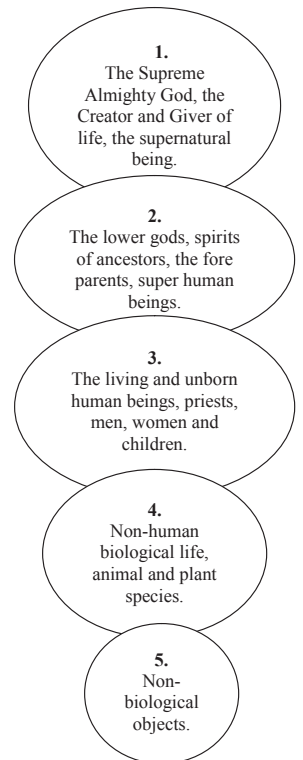 1.
The Supreme
Almighty God, the
Creator and Giver of
life, the supernatural
being.
2.
The lower gods, spirits
of ancestors, the fore
parents, super human
beings.
3.
The living and unborn
human beings, priests,
men, women and
children.
4.
Non-human
biological life,
animal and plant
species.
5.
Non-
biological
objects.